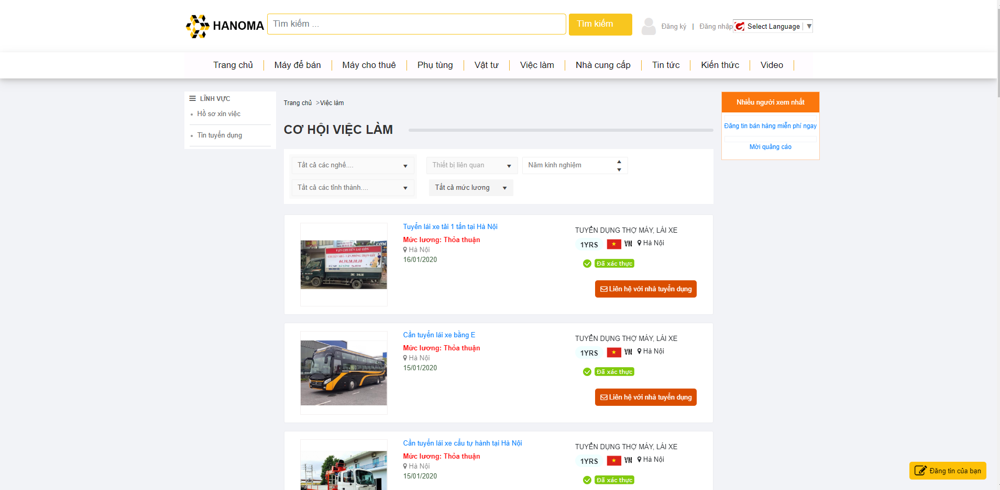 HANOMA
Tìm kiếm ...
Tìm kiếm
Đăng ký | Đăng nhập
Select Language ▼
Trang chủ
Máy để bán
Máy cho thuê
Phụ tùng
Vật tư
Việc làm
Nhà cung cấp
Tin tức
Kiến thức
Video
LĨNH VỰC
Hồ sơ xin việc
Tin tuyển dụng
Trang chủ >Việc làm
CƠ HỘI VIỆC LÀM
Tất cả các nghề....
Thiết bị liên quan
Năm kinh nghiệm
Tất cả các tỉnh thành....
Tất cả mức lương
Nhiều người xem nhất
Đăng tin bán hàng miễn phí ngay
Mời quảng cáo
VẬN CHUYỂN SÀI GÒN
CHUYỂN NHÀ - VĂN PHÒNG TRỌN GÓI
04.39.10.10.10
Tuyển lái xe tải 1 tấn tại Hà Nội
Mức lương: Thỏa thuận
Hà Nội
16/01/2020
TUYỂN DỤNG THỢ MÁY, LÁI XE
1YRS VN Hà Nội
Đã xác thực
Liên hệ với nhà tuyển dụng
Cần tuyển lái xe bằng E
Mức lương: Thỏa thuận
Hà Nội
15/01/2020
TUYỂN DỤNG THỢ MÁY, LÁI XE
1YRS VN Hà Nội
Đã xác thực
Liên hệ với nhà tuyển dụng
Cần tuyển lái xe cẩu tự hành tại Hà Nội
Mức lương: Thỏa thuận
Hà Nội
15/01/2020
TUYỂN DỤNG THỢ MÁY, LÁI XE
1YRS VN Hà Nội
Đã xác thực
Đăng tin của bạn